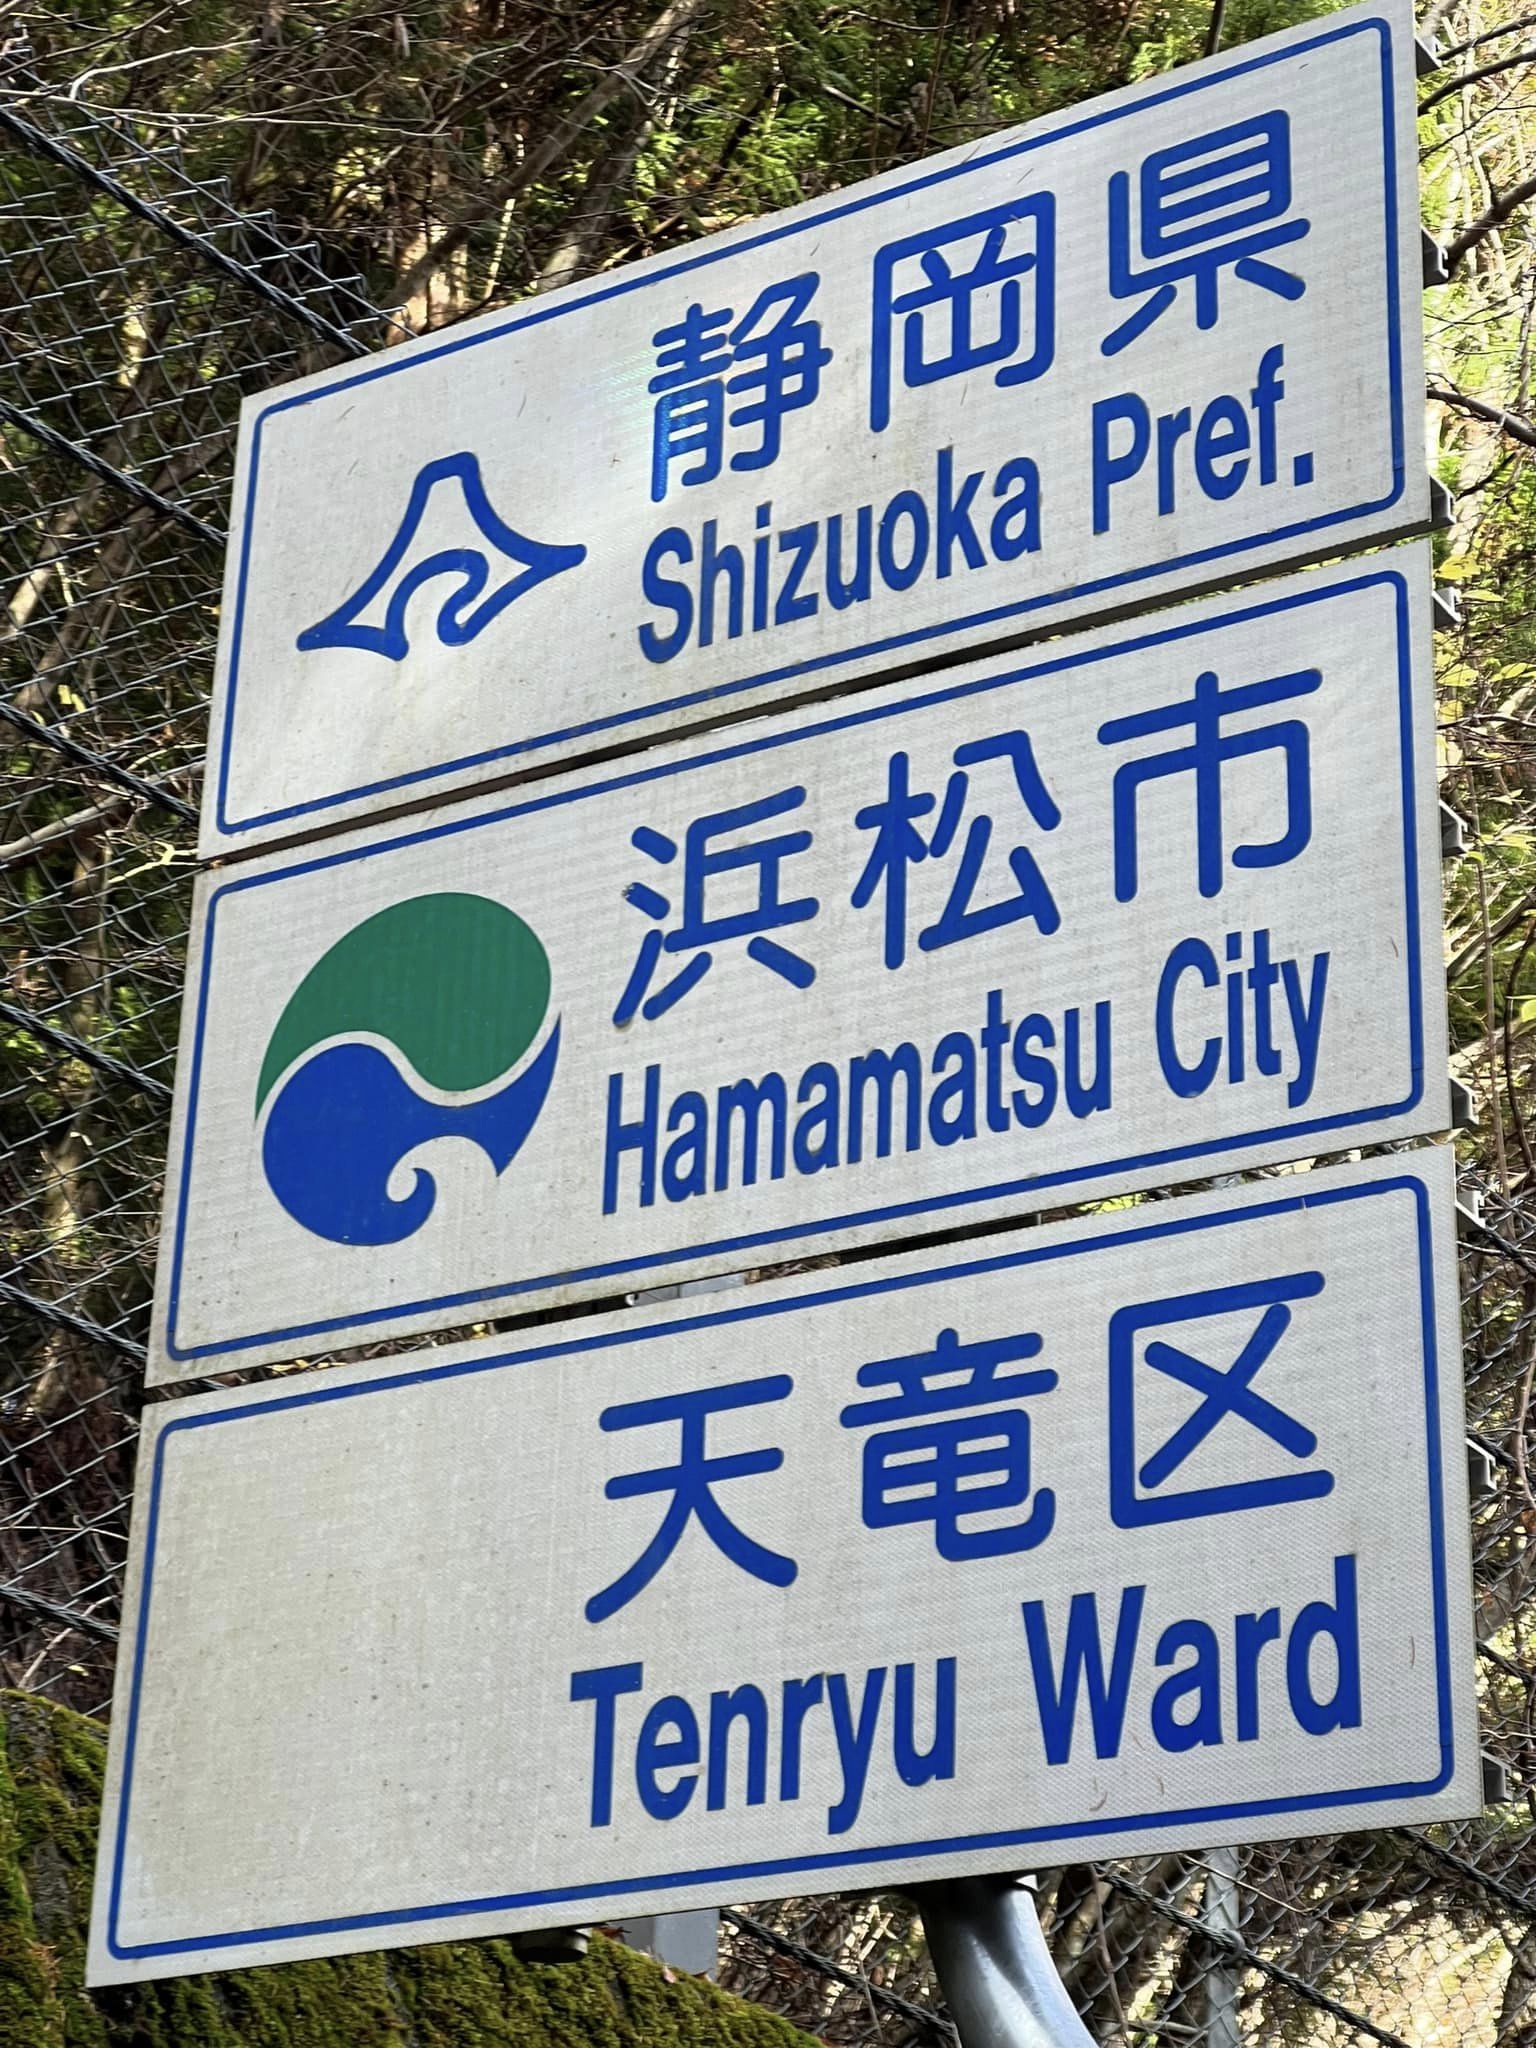 静岡県
Shizuoka Pref.
浜松市
Hamamatsu City
天竜区
Tenryu Ward